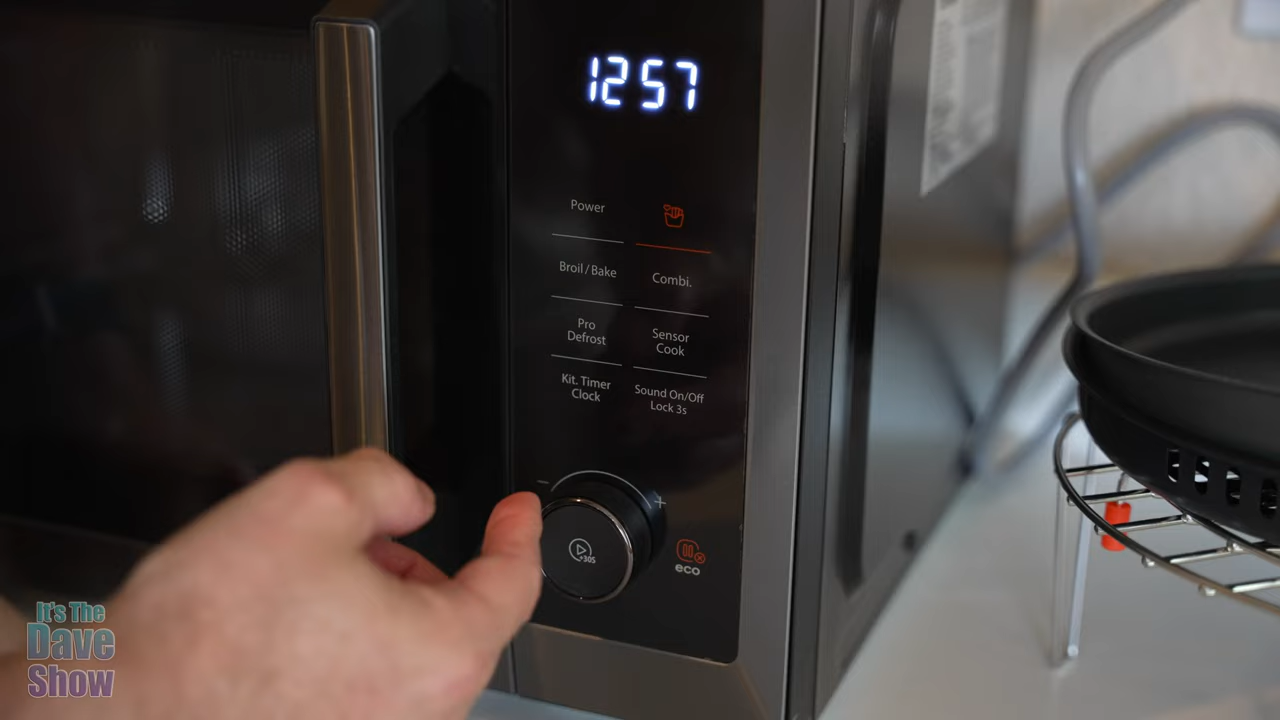 1257
Power
Broil / Bake
Combi.
Pro
Defrost
Sensor
Cook
Kit. Timer
Clock
Sound On/Off
Lock 3s
- +
+30S
eco
It's The
Dave
Show